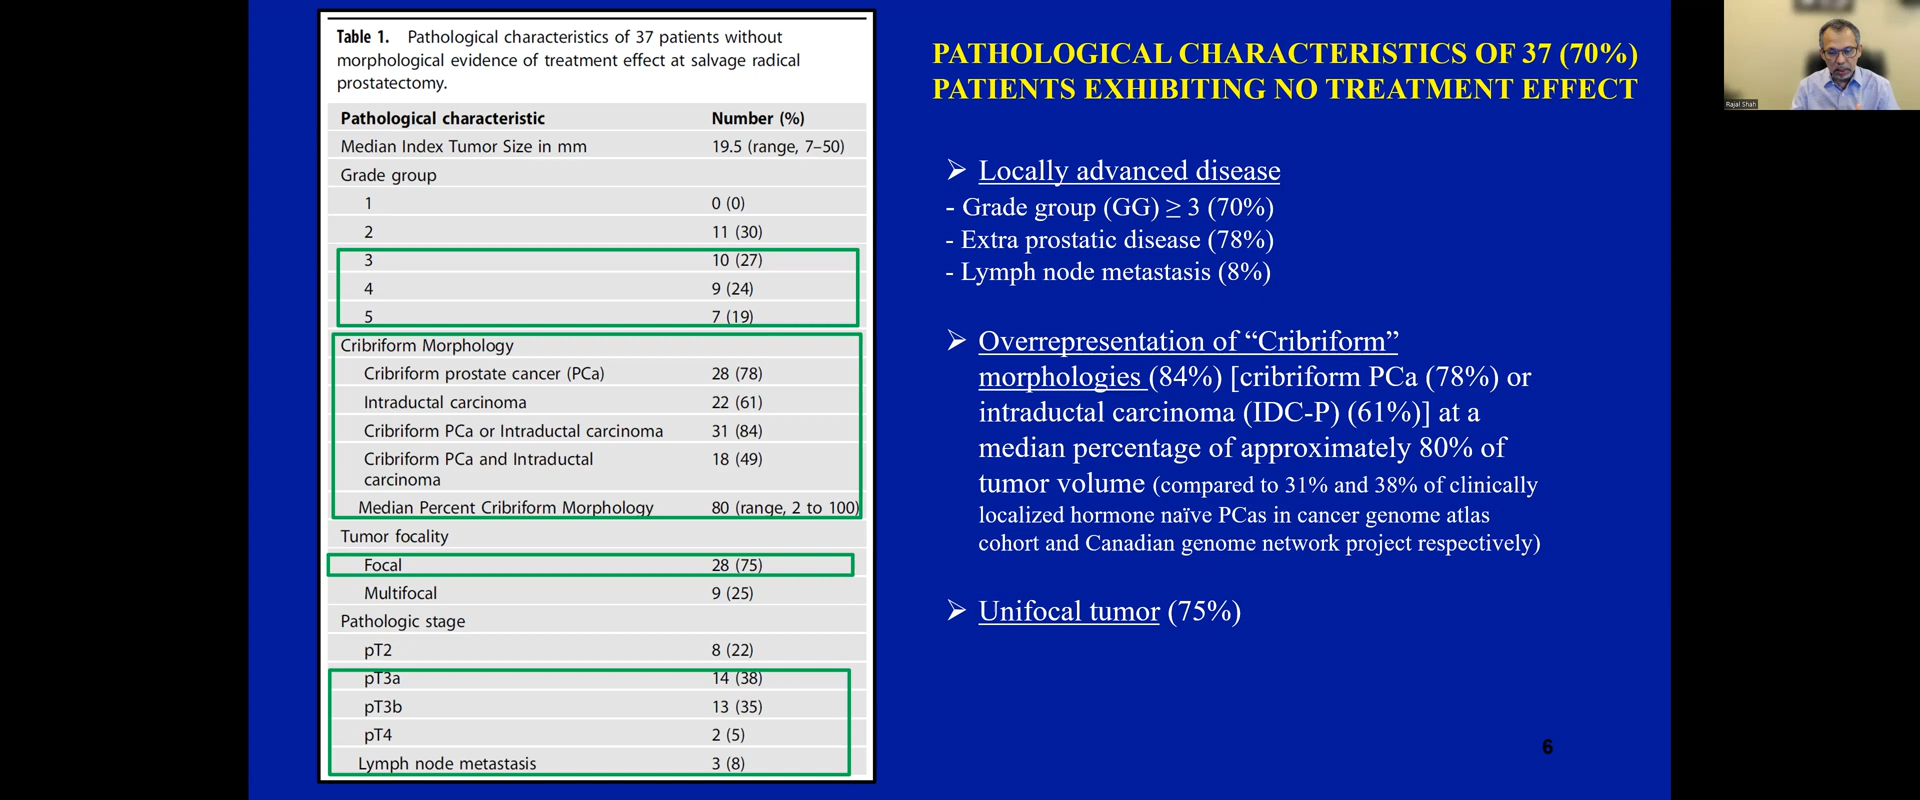 Table 1. Pathological characteristics of 37 patients without
morphological evidence of treatment effect at salvage radical
prostatectomy.
Pathological characteristic Number (%)
Median Index Tumor Size in mm 19.5 (range, 7–50)
Grade group
1 0 (0)
2 11 (30)
3 10 (27)
4 9 (24)
5 7 (19)
Cribriform Morphology
Cribriform prostate cancer (PCa) 28 (78)
Intraductal carcinoma 22 (61)
Cribriform PCa or Intraductal carcinoma 31 (84)
Cribriform PCa and Intraductal 18 (49)
carcinoma
Median Percent Cribriform Morphology 80 (range, 2 to 100)
Tumor focality
Focal 28 (75)
Multifocal 9 (25)
Pathologic stage
pT2 8 (22)
pT3a 14 (38)
pT3b 13 (35)
pT4 2 (5)
Lymph node metastasis 3 (8)
PATHOLOGICAL CHARACTERISTICS OF 37 (70%)
PATIENTS EXHIBITING NO TREATMENT EFFECT
➢ Locally advanced disease
- Grade group (GG) ≥ 3 (70%)
- Extra prostatic disease (78%)
- Lymph node metastasis (8%)
➢ Overrepresentation of “Cribriform”
morphologies (84%) [cribriform PCa (78%) or
intraductal carcinoma (IDC-P) (61%)] at a
median percentage of approximately 80% of
tumor volume (compared to 31% and 38% of clinically
localized hormone naïve PCas in cancer genome atlas
cohort and Canadian genome network project respectively)
➢ Unifocal tumor (75%)
6
Rajal Shah